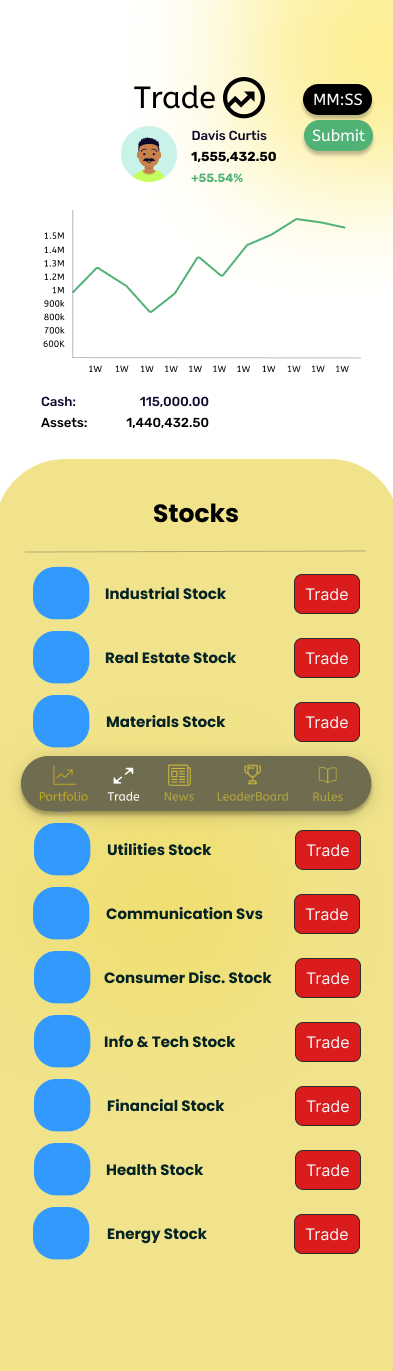 Trade
MM:SS
Submit
Davis Curtis
1,555,432.50
+55.54%
1.5M
1.4M
1.3M
1.2M
1M
900k
800k
700k
600K
1W 1W 1W 1W 1W 1W 1W 1W 1W 1W 1W
Cash: 115,000.00
Assets: 1,440,432.50
Stocks
Industrial Stock Trade
Real Estate Stock Trade
Materials Stock Trade
Portfolio Trade News LeaderBoard Rules
Utilities Stock Trade
Communication Svs Trade
Consumer Disc. Stock Trade
Info & Tech Stock Trade
Financial Stock Trade
Health Stock Trade
Energy Stock Trade